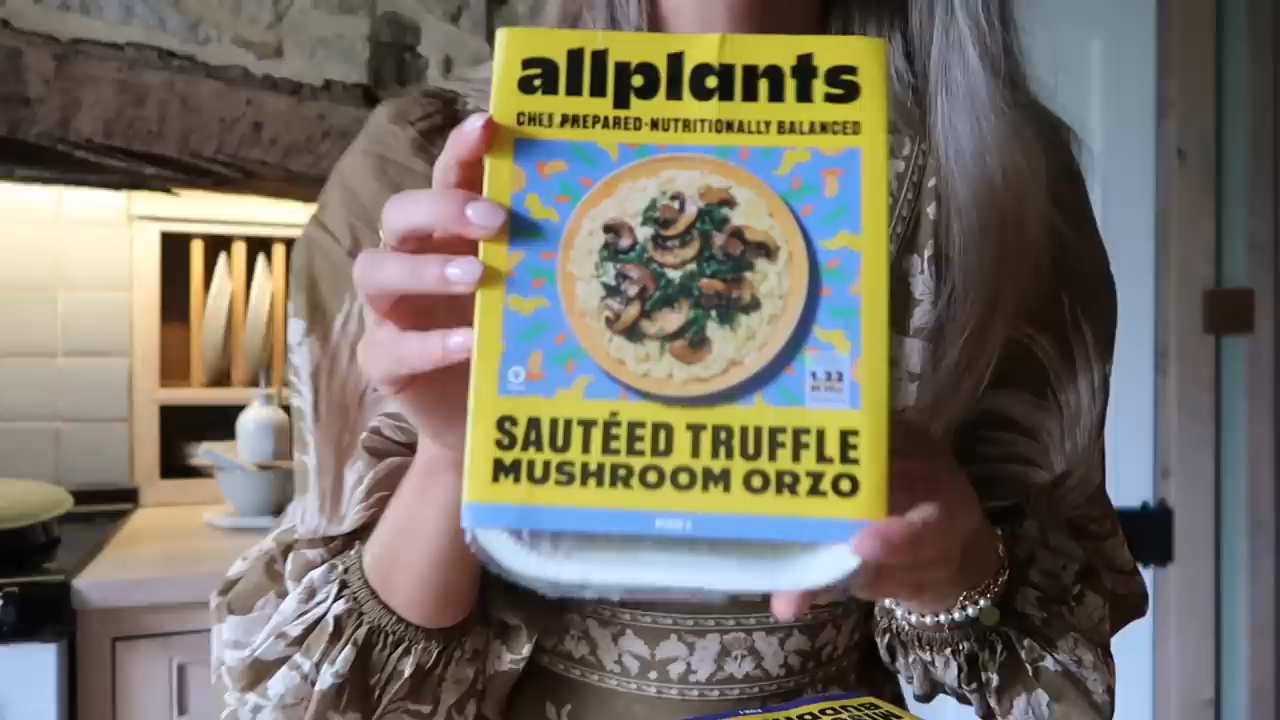 allplants
CHEF PREPARED·NUTRITIONALLY BALANCED
SAUTÉED TRUFFLE
MUSHROOM ORZO